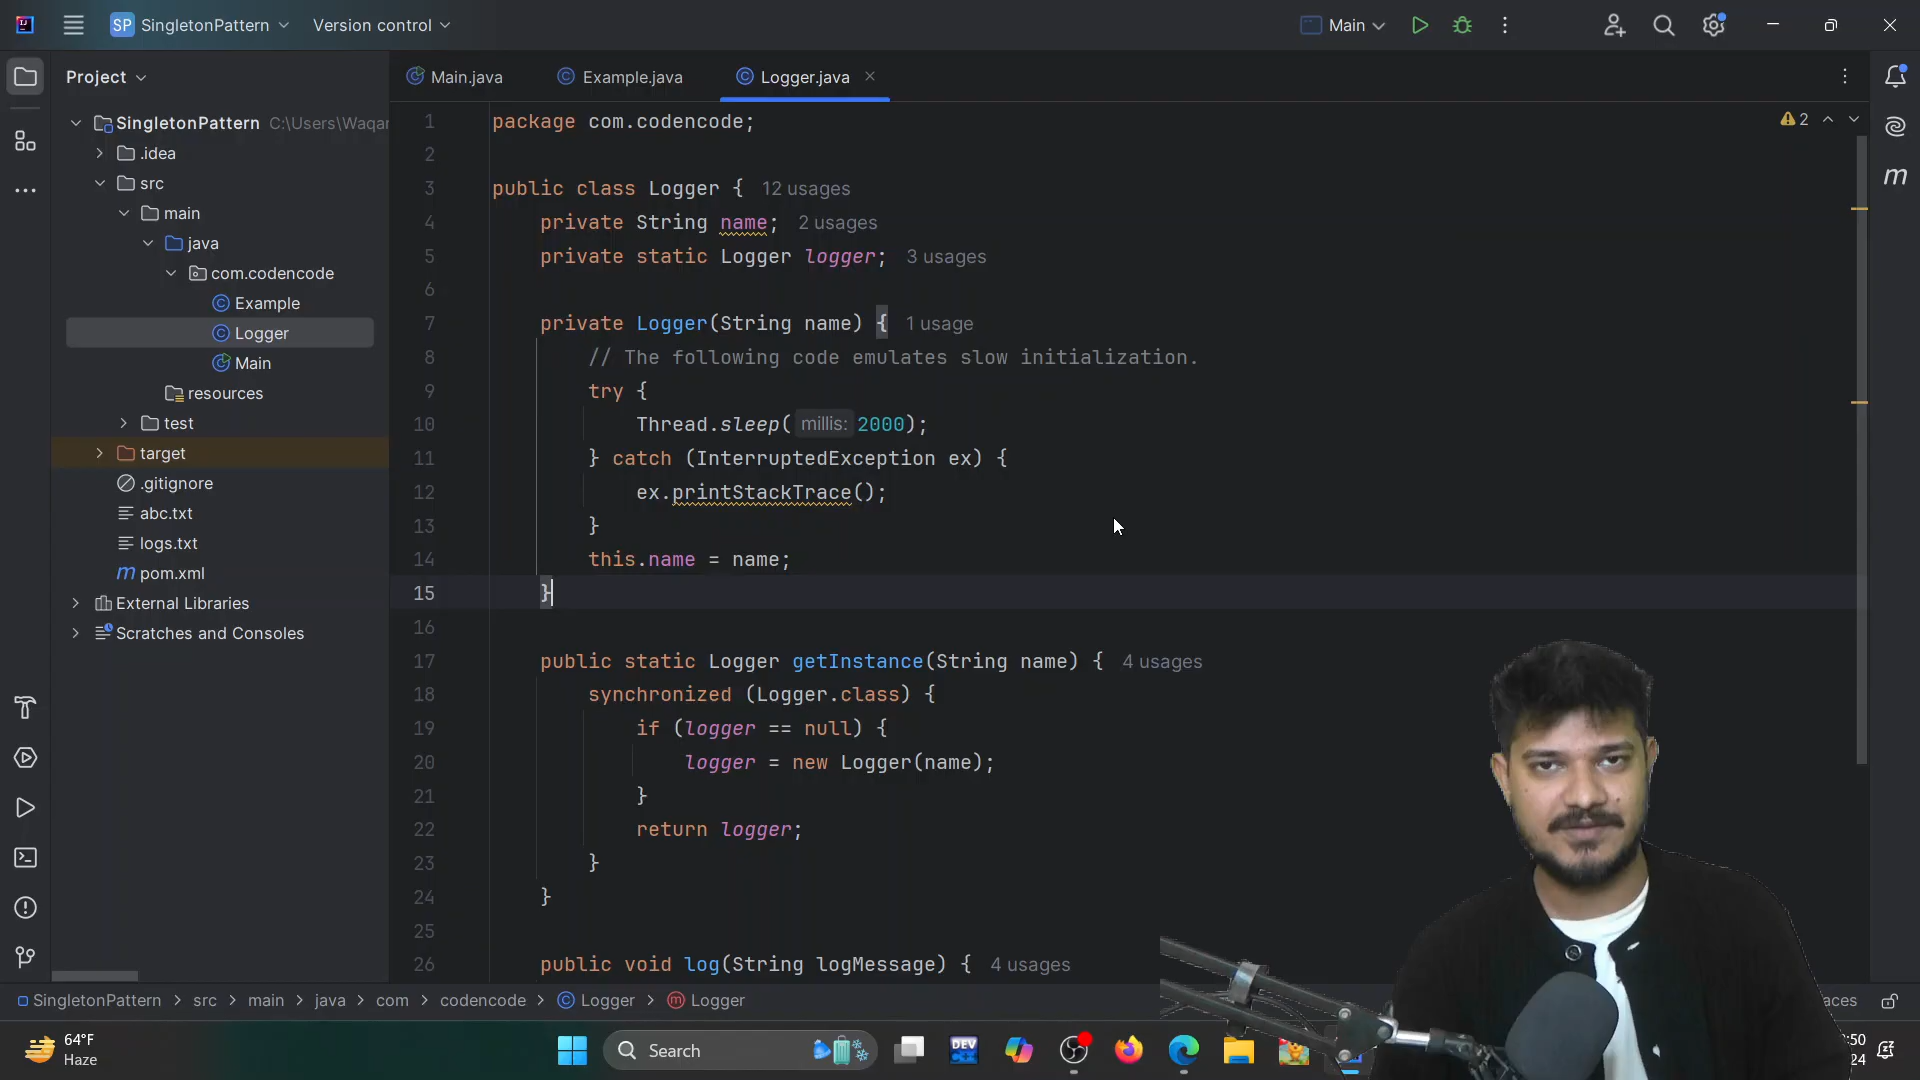 SP SingletonPattern Version control Main
Project
Main.java Example.java Logger.java
SingletonPattern C:\Users\Waqar
.idea
src
main
java
com.codencode
Example
Logger
Main
resources
test
target
.gitignore
abc.txt
logs.txt
m pom.xml
External Libraries
Scratches and Consoles
2
m
1 package com.codencode;
2
3 public class Logger { 12 usages
4 private String name; 2 usages
5 private static Logger logger; 3 usages
6
7 private Logger(String name) { 1 usage
8 // The following code emulates slow initialization.
9 try {
10 Thread.sleep( millis: 2000);
11 } catch (InterruptedException ex) {
12 ex.printStackTrace();
13 }
14 this.name = name;
15 }
16
17 public static Logger getInstance(String name) { 4 usages
18 synchronized (Logger.class) {
19 if (logger == null) {
20 logger = new Logger(name);
21 }
22 return logger;
23 }
24 }
25
26 public void log(String logMessage) { 4 usages
SingletonPattern > src > main > java > com > codencode > Logger > Logger
64°F
Haze
Search
DEV
:50
24